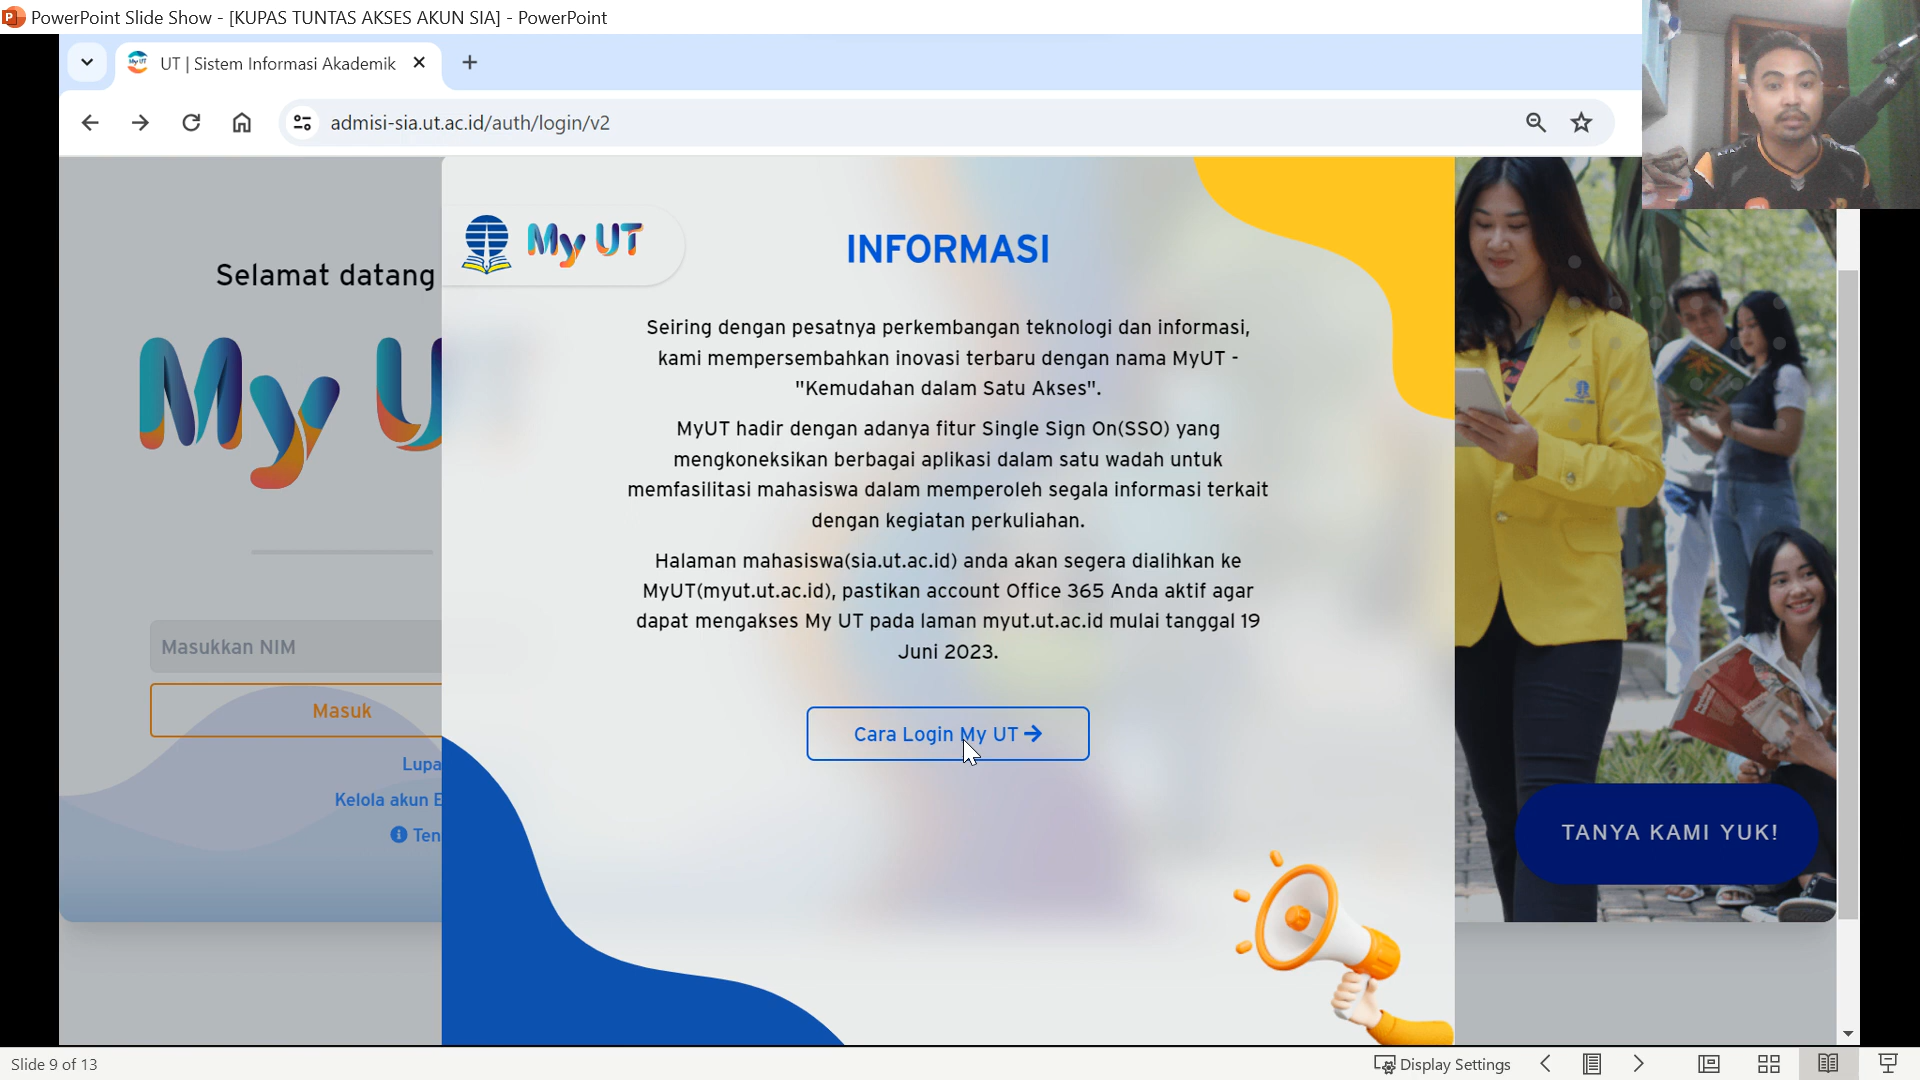 PowerPoint Slide Show - [KUPAS TUNTAS AKSES AKUN SIA] - PowerPoint
UT | Sistem Informasi Akademik
admisi-sia.ut.ac.id/auth/login/v2
My UT
INFORMASI
Selamat datang
My U
Seiring dengan pesatnya perkembangan teknologi dan informasi,
kami mempersembahkan inovasi terbaru dengan nama MyUT -
"Kemudahan dalam Satu Akses".
MyUT hadir dengan adanya fitur Single Sign On(SSO) yang
mengkoneksikan berbagai aplikasi dalam satu wadah untuk
memfasilitasi mahasiswa dalam memperoleh segala informasi terkait
dengan kegiatan perkuliahan.
Halaman mahasiswa(sia.ut.ac.id) anda akan segera dialihkan ke
MyUT(myut.ut.ac.id), pastikan account Office 365 Anda aktif agar
dapat mengakses My UT pada laman myut.ut.ac.id mulai tanggal 19
Juni 2023.
Masukkan NIM
Masuk
Cara Login My UT
Lupa
Kelola akun E
Ten
TANYA KAMI YUK!
Slide 9 of 13
Display Settings